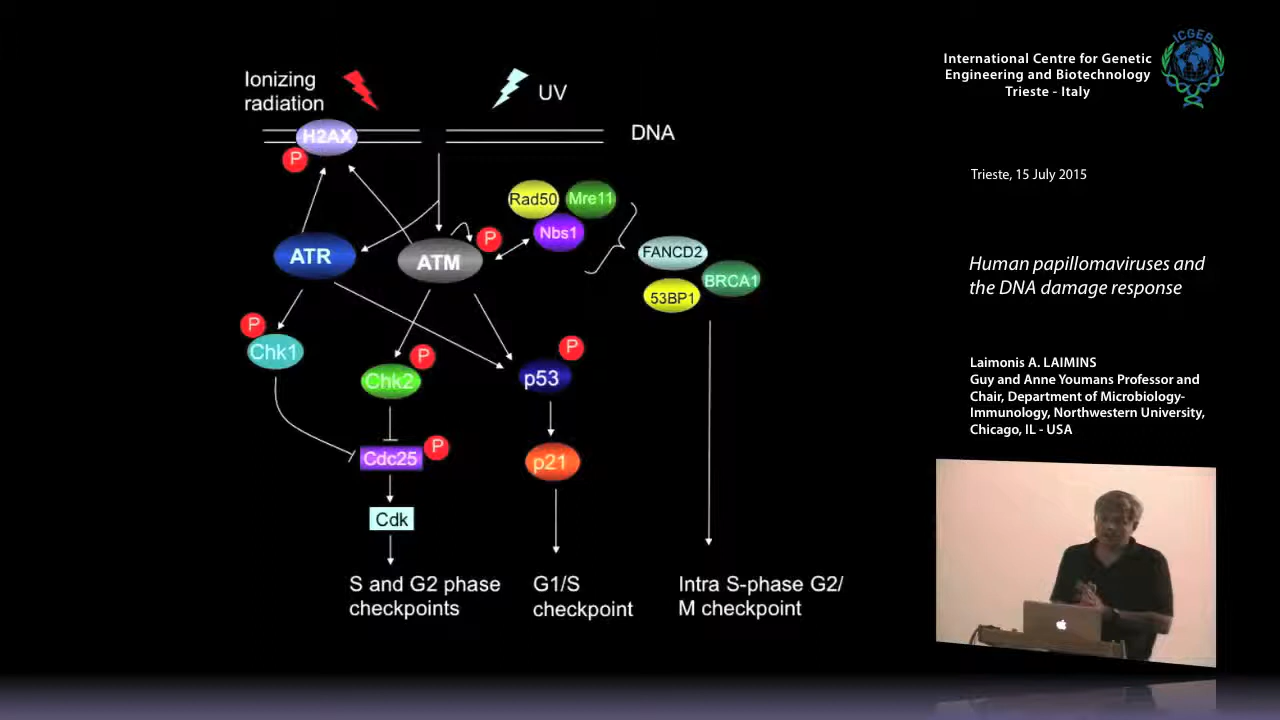 Ionizing
radiation
UV
DNA
H2AX
P
Rad50
Mre11
Nbs1
P
ATR
ATM
FANCD2
BRCA1
53BP1
P
Chk1
P
Chk2
P
p53
Cdc25
P
p21
Cdk
S and G2 phase
checkpoints
G1/S
checkpoint
Intra S-phase G2/
M checkpoint
ICGEB
International Centre for Genetic
Engineering and Biotechnology
Trieste - Italy
Trieste, 15 July 2015
Human papillomaviruses and
the DNA damage response
Laimonis A. LAIMINS
Guy and Anne Youmans Professor and
Chair, Department of Microbiology-
Immunology, Northwestern University,
Chicago, IL - USA